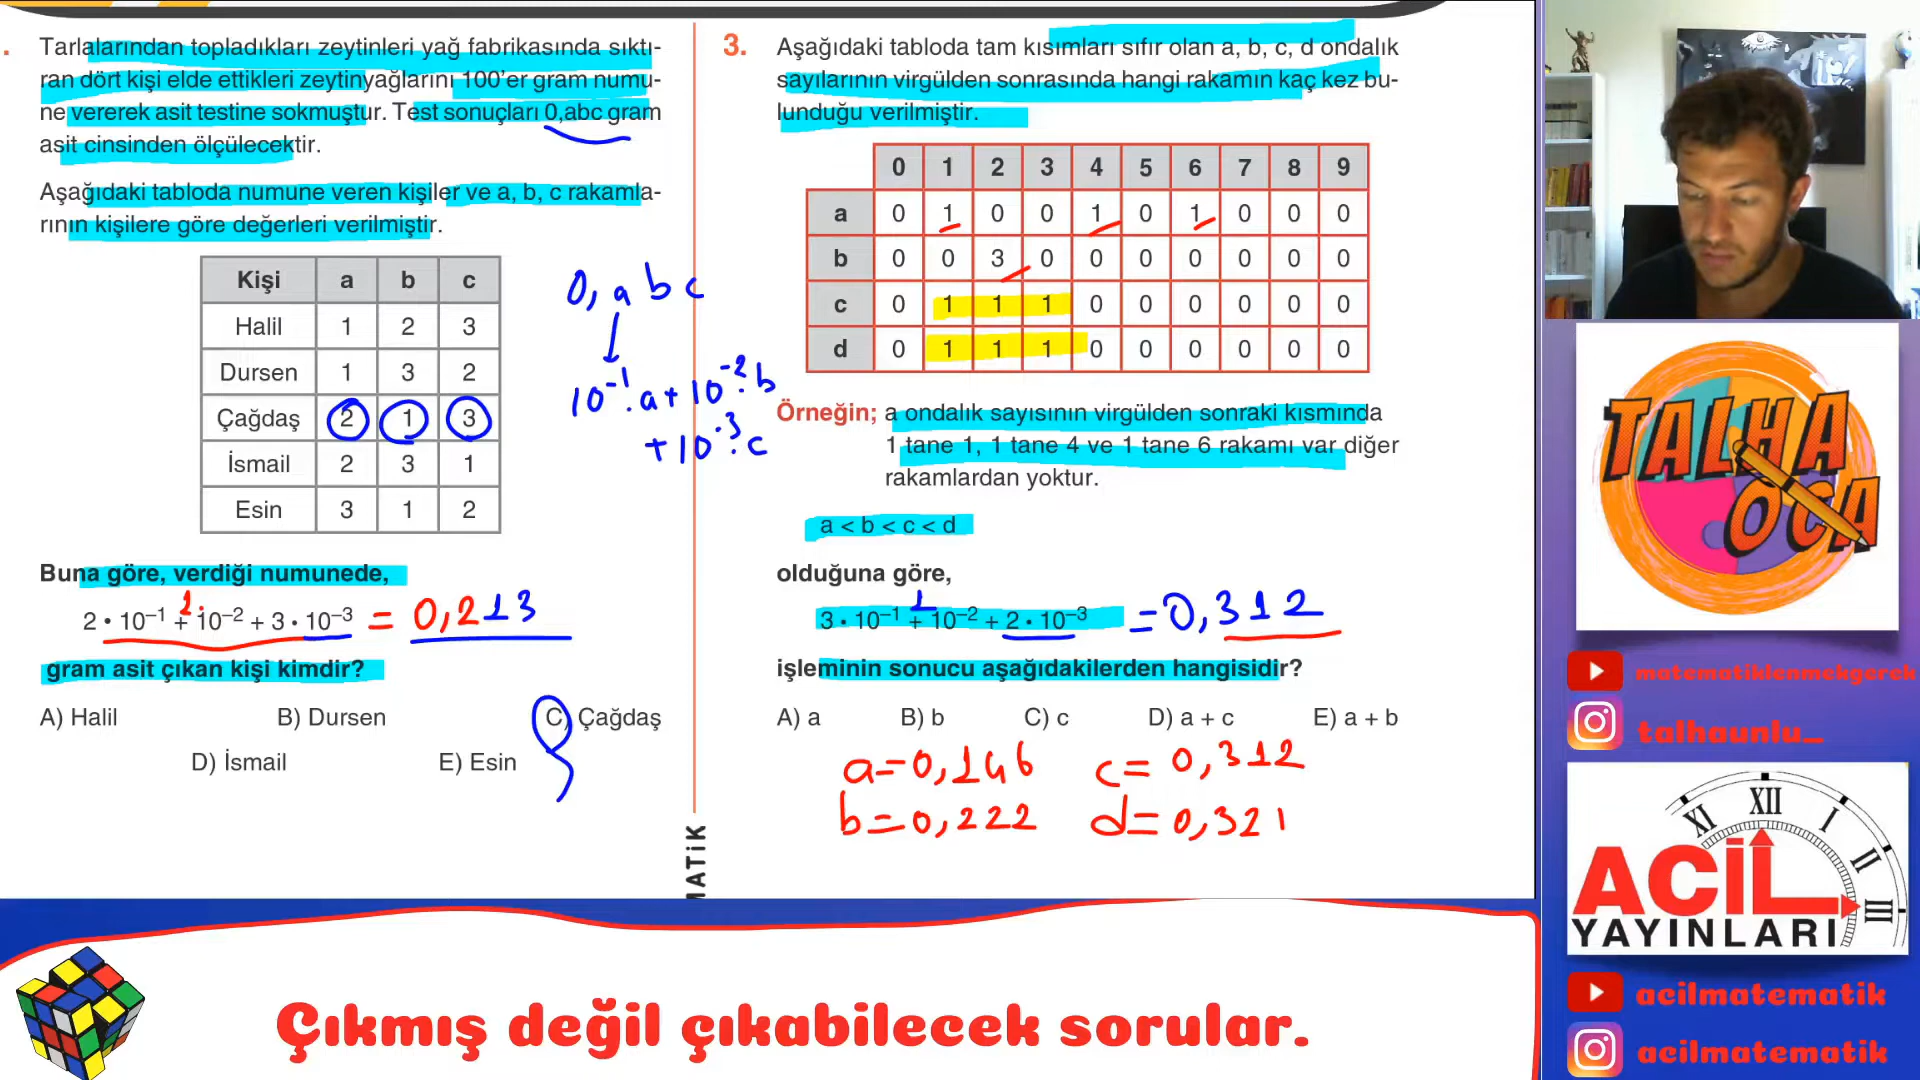 Tarlalarından topladıkları zeytinleri yağ fabrikasında sıktı-
ran dört kişi elde ettikleri zeytinyağlarını 100'er gram numu-
ne vererek asit testine sokmuştur. Test sonuçları 0,abc gram
asit cinsinden ölçülecektir.
Aşağıdaki tabloda numune veren kişiler ve a, b, c rakamla-
rının kişilere göre değerleri verilmiştir.
Kişi a b c
Halil 1 2 3
Dursen 1 3 2
Çağdaş 2 1 3
İsmail 2 3 1
Esin 3 1 2
0, a b c
10⁻¹.a + 10⁻².b
+ 10⁻³.c
Buna göre, verdiği numunede,
1.
2 • 10⁻¹ + 10⁻² + 3 • 10⁻³ = 0,213
gram asit çıkan kişi kimdir?
A) Halil B) Dursen C) Çağdaş
D) İsmail E) Esin
MATİK
3. Aşağıdaki tabloda tam kısımları sıfır olan a, b, c, d ondalık
sayılarının virgülden sonrasında hangi rakamın kaç kez bu-
lunduğu verilmiştir.
0 1 2 3 4 5 6 7 8 9
a 0 1 0 0 1 0 1 0 0 0
b 0 0 3 0 0 0 0 0 0 0
c 0 1 1 1 0 0 0 0 0 0
d 0 1 1 1 0 0 0 0 0 0
Örneğin; a ondalık sayısının virgülden sonraki kısmında
1 tane 1, 1 tane 4 ve 1 tane 6 rakamı var diğer
rakamlardan yoktur.
a < b < c < d
olduğuna göre,
1
3 • 10⁻¹ + 10⁻² + 2 • 10⁻³ = 0,312
işleminin sonucu aşağıdakilerden hangisidir?
A) a B) b C) c D) a + c E) a + b
a = 0,146 c = 0,312
b = 0,222 d = 0,321
TALHA
HOCA
matematiklenmekgerek
talhaunlu_
XI XII I II III
ACİL
YAYINLARI
acilmatematik
acilmatematik
Çıkmış değil çıkabilecek sorular.